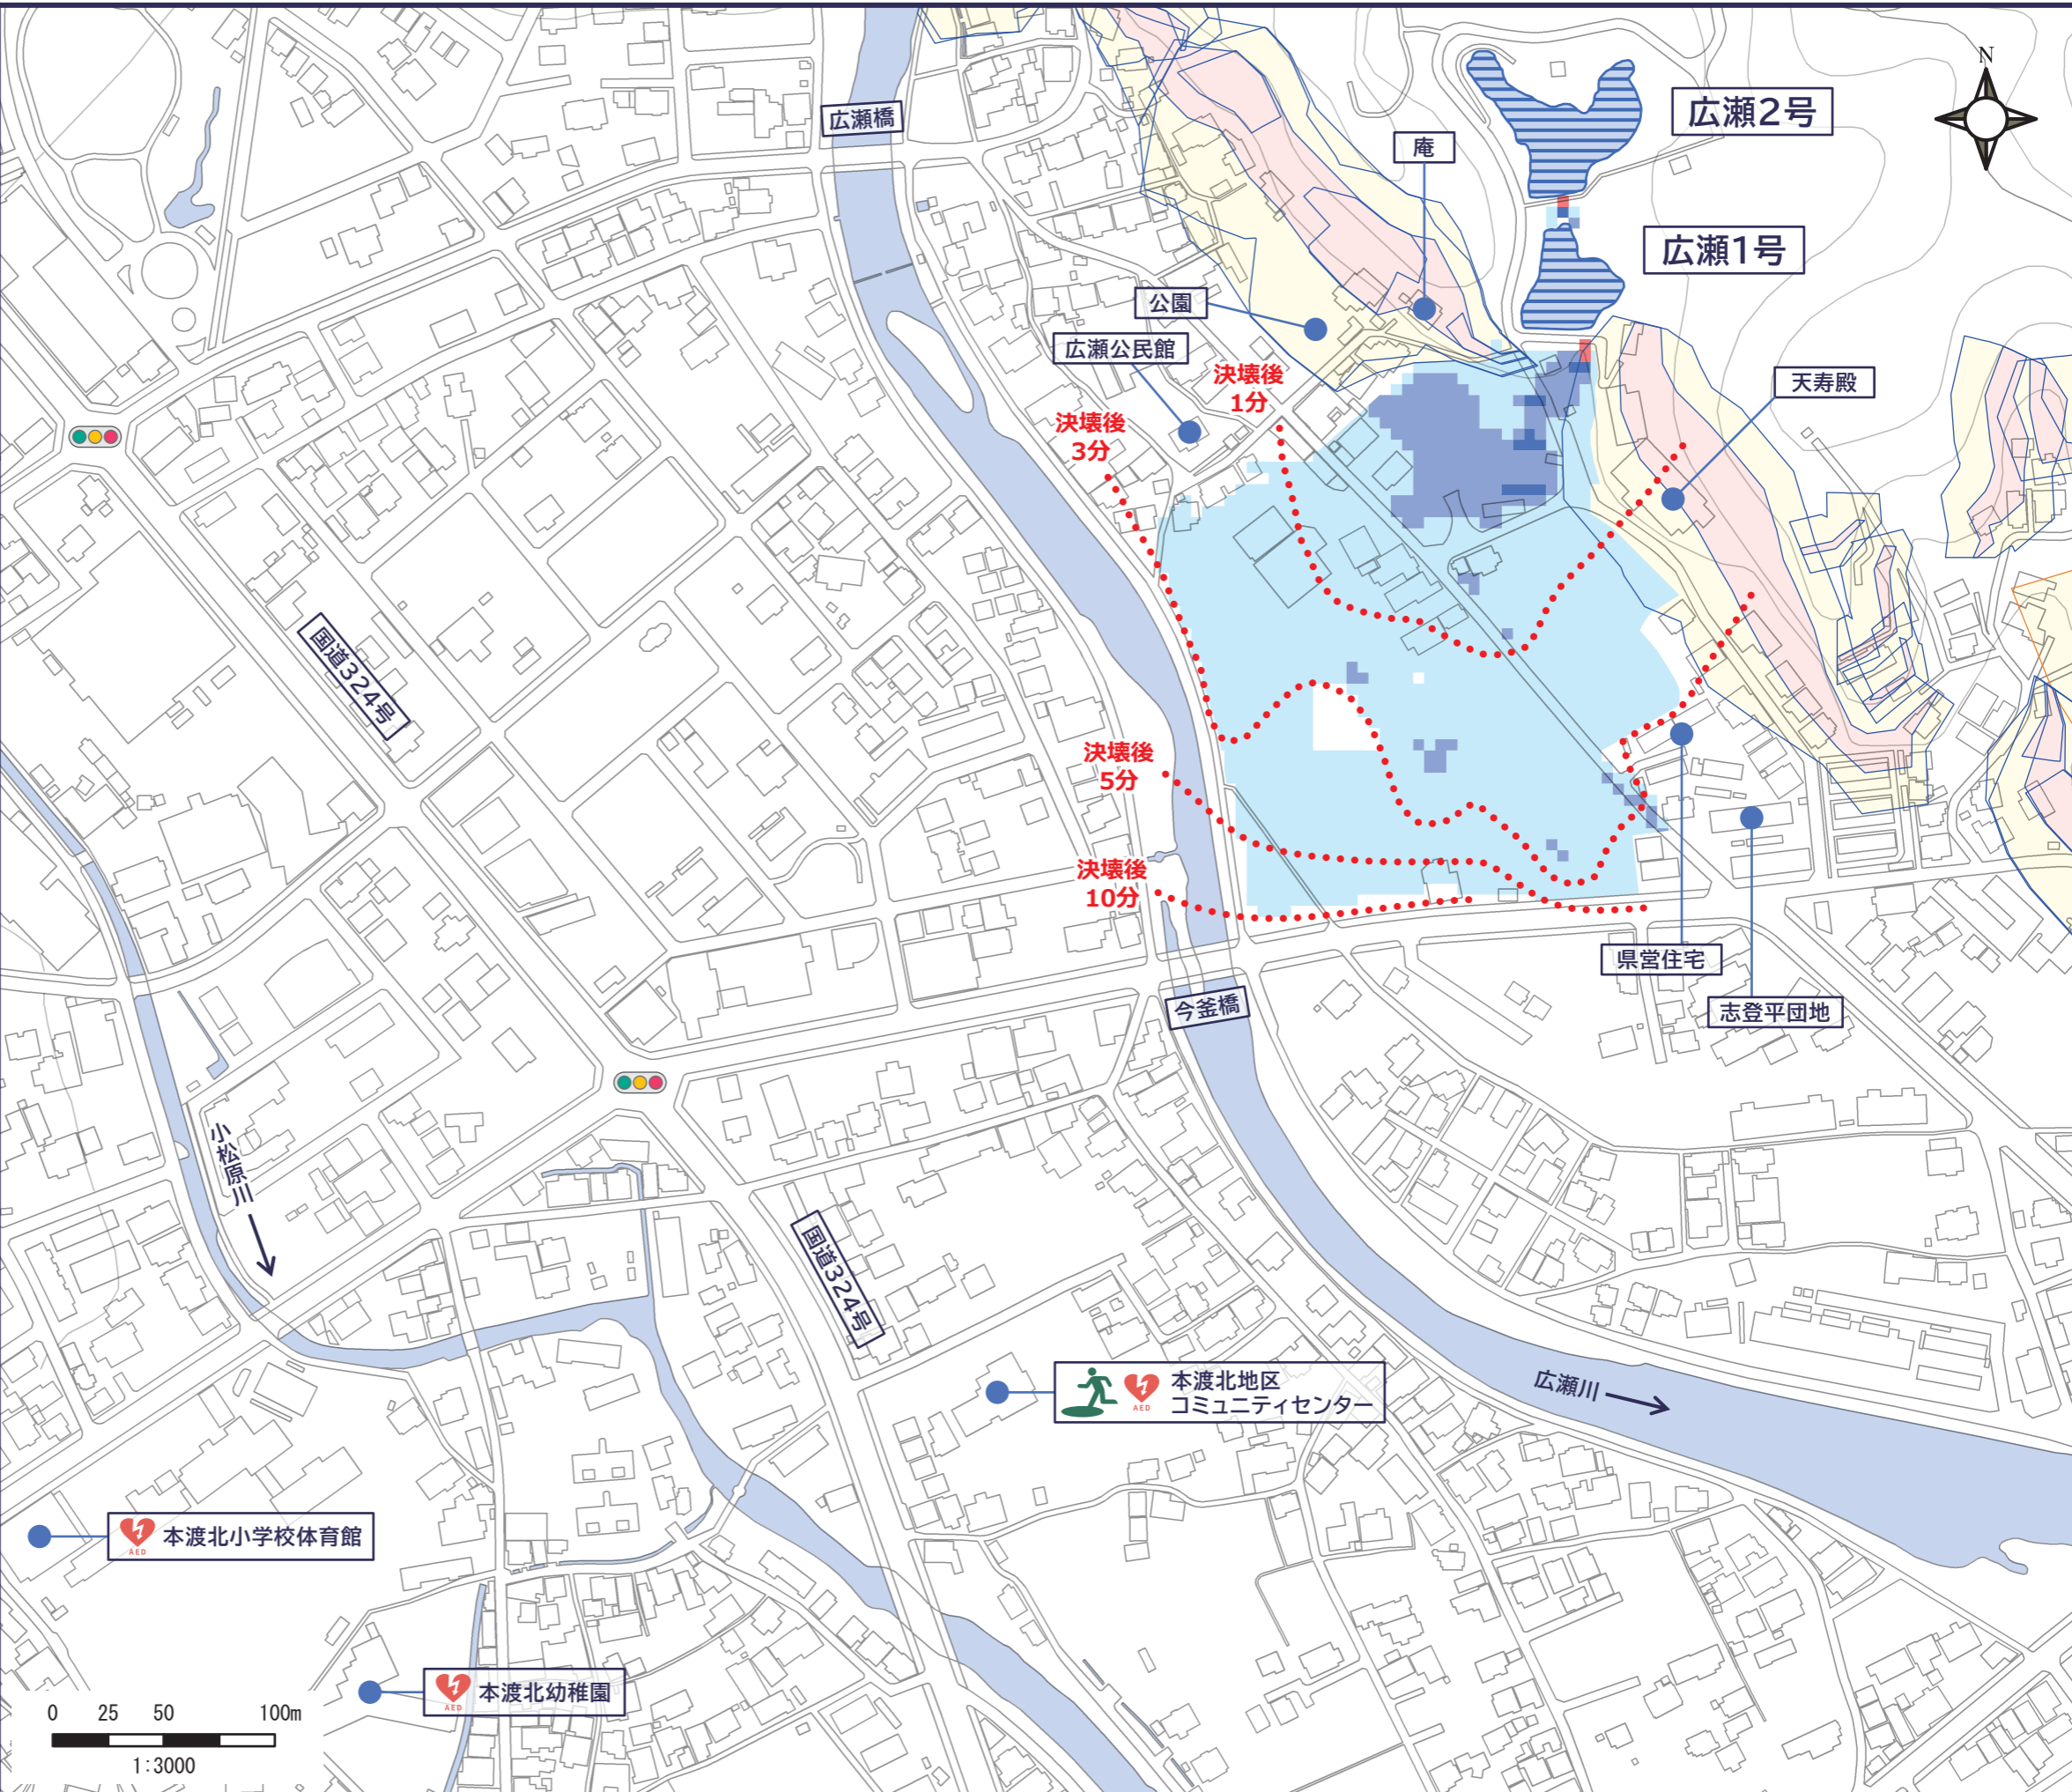 N
広瀬橋
広瀬2号
庵
広瀬1号
公園
広瀬公民館
決壊後
1分
天寿殿
決壊後
3分
国道324号
決壊後
5分
決壊後
10分
県営住宅
今釜橋
志登平団地
小松原川
国道324号
AED
本渡北地区
コミュニティセンター
広瀬川
AED
本渡北小学校体育館
AED
本渡北幼稚園
0 25 50 100m
1:3000